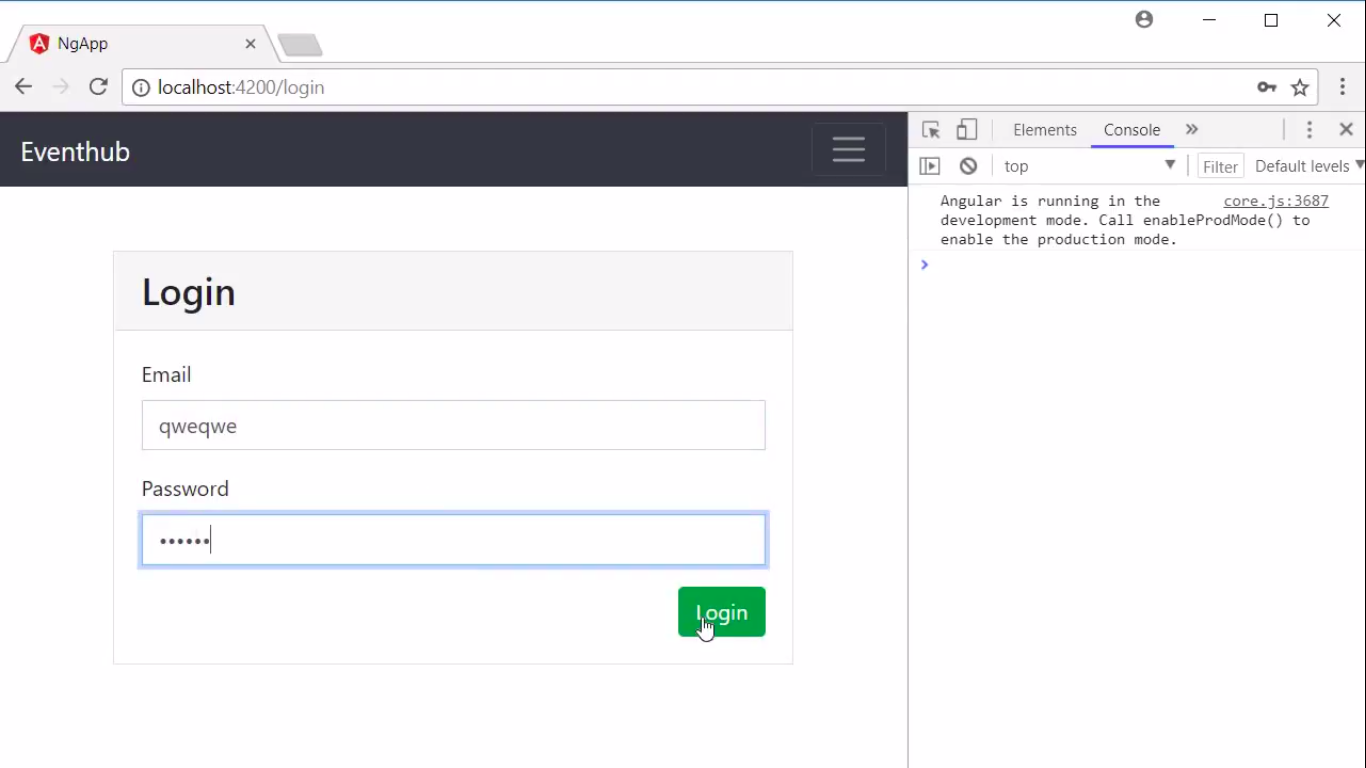 NgApp
localhost:4200/login
Eventhub
Elements Console »
top Filter Default levels
Angular is running in the core.js:3687
development mode. Call enableProdMode() to
enable the production mode.
Login
Email
qweqwe
Password
••••••
Login